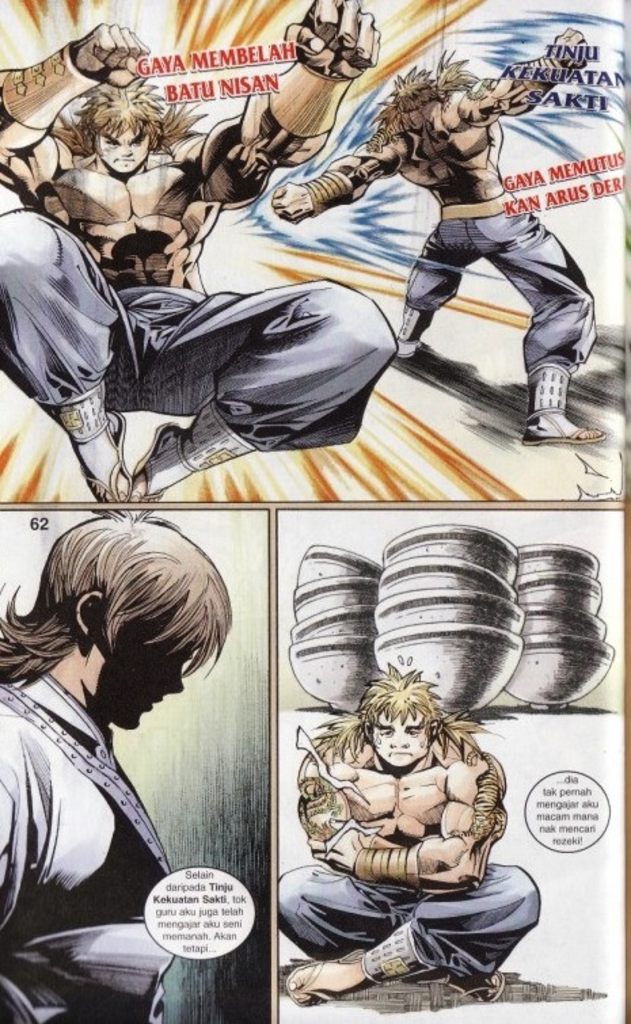 GAYA MEMBELAH
BATU NISAN
TINJU
KEKUATAN
SAKTI
GAYA MEMUTUS
KAN ARUS DER
62
Selain
daripada Tinju
Kekuatan Sakti, tok
guru aku juga telah
mengajar aku seni
memanah. Akan
tetapi...
...dia
tak pernah
mengajar aku
macam mana
nak mencari
rezeki!